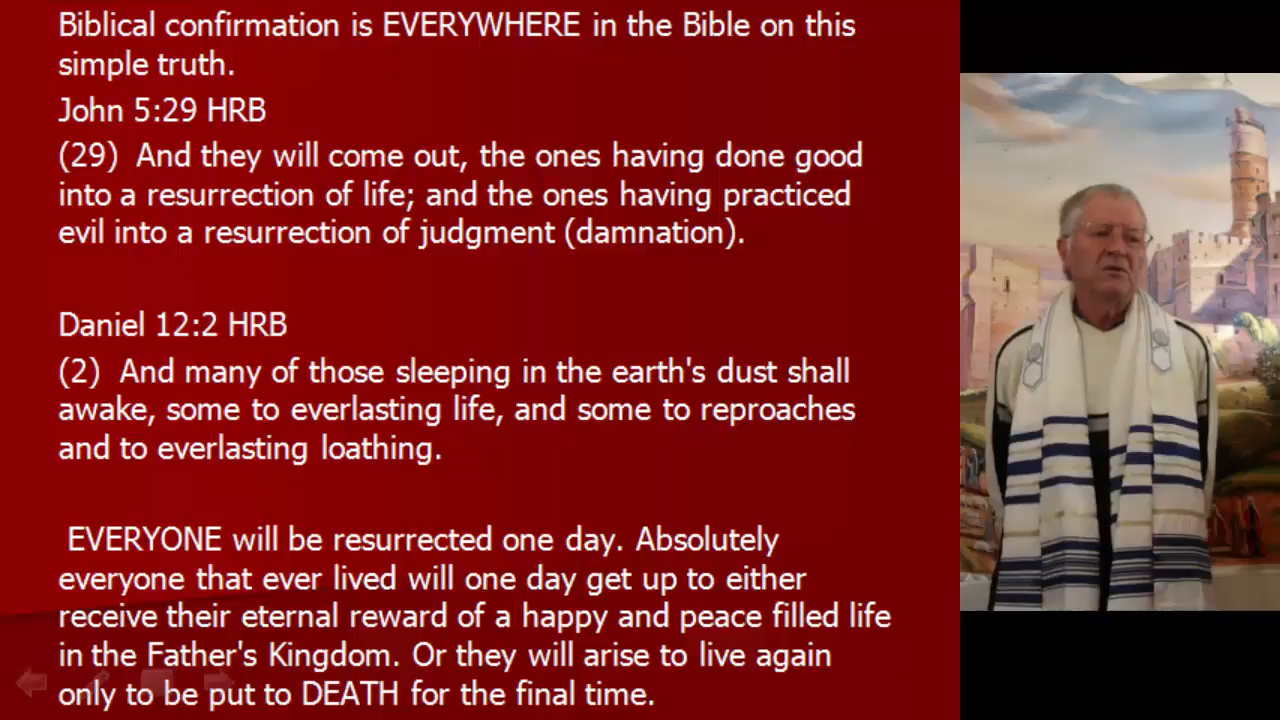 Biblical confirmation is EVERYWHERE in the Bible on this
simple truth.
John 5:29 HRB
(29)  And they will come out, the ones having done good
into a resurrection of life; and the ones having practiced
evil into a resurrection of judgment (damnation).
Daniel 12:2 HRB
(2)  And many of those sleeping in the earth's dust shall
awake, some to everlasting life, and some to reproaches
and to everlasting loathing.
EVERYONE will be resurrected one day. Absolutely
everyone that ever lived will one day get up to either
receive their eternal reward of a happy and peace filled life
in the Father's Kingdom. Or they will arise to live again
only to be put to DEATH for the final time.